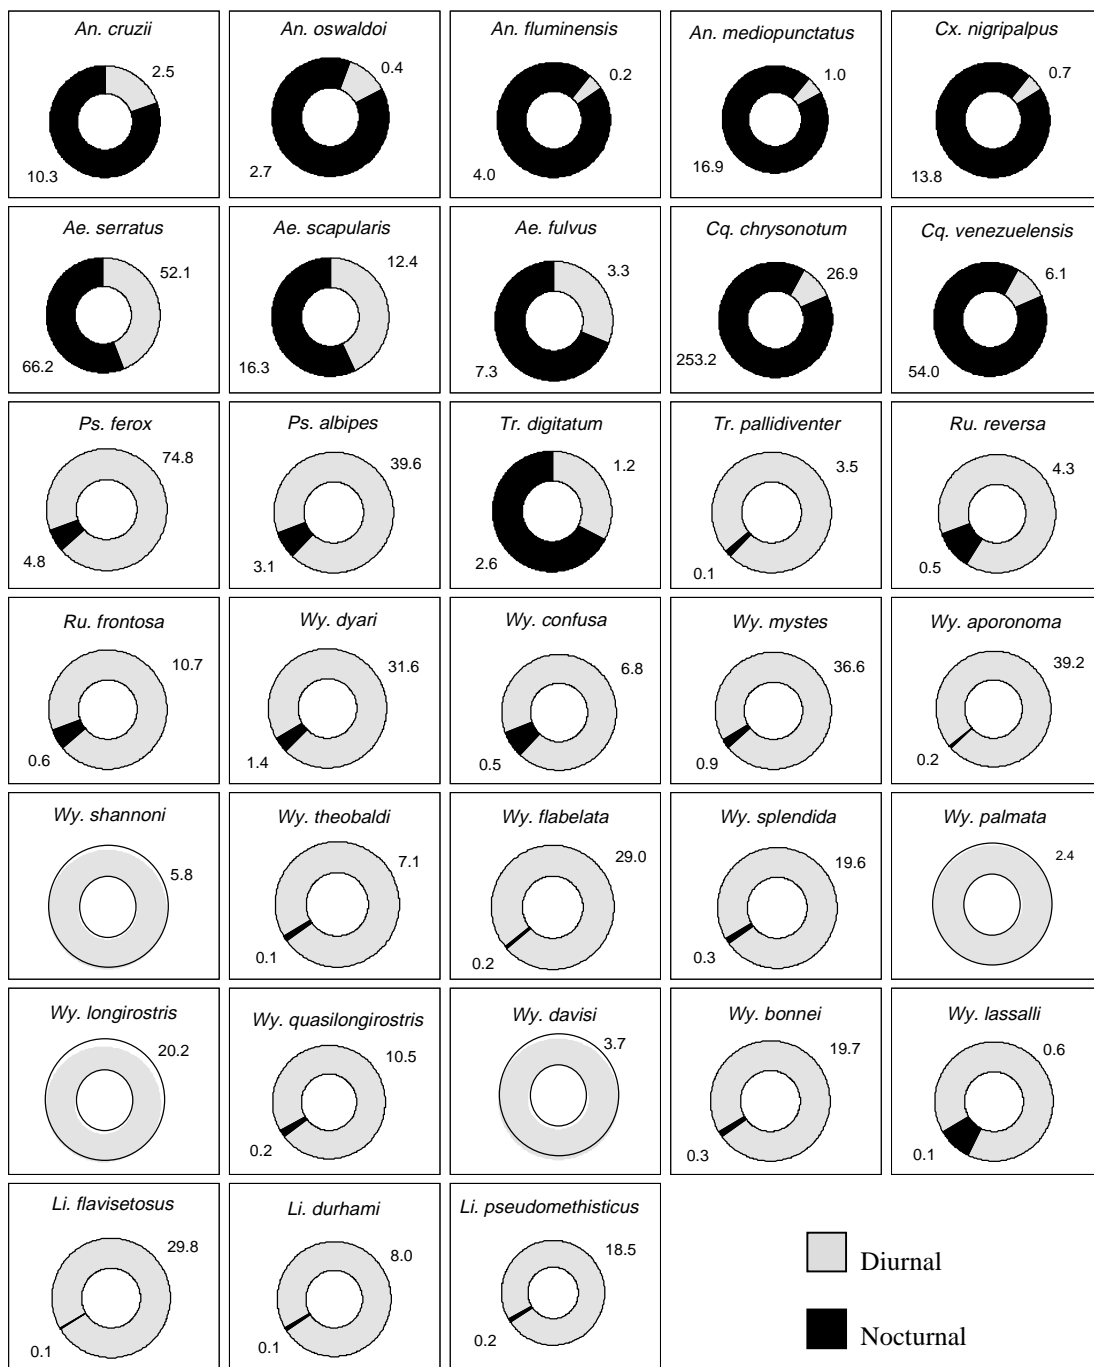 An. cruzii
2.5
10.3
An. oswaldoi
0.4
2.7
An. fluminensis
0.2
4.0
An. mediopunctatus
1.0
16.9
Cx. nigripalpus
0.7
13.8
Ae. serratus
52.1
66.2
Ae. scapularis
12.4
16.3
Ae. fulvus
3.3
7.3
Cq. chrysonotum
26.9
253.2
Cq. venezuelensis
6.1
54.0
Ps. ferox
74.8
4.8
Ps. albipes
39.6
3.1
Tr. digitatum
1.2
2.6
Tr. pallidiventer
3.5
0.1
Ru. reversa
4.3
0.5
Ru. frontosa
10.7
0.6
Wy. dyari
31.6
1.4
Wy. confusa
6.8
0.5
Wy. mystes
36.6
0.9
Wy. aporonoma
39.2
0.2
Wy. shannoni
5.8
Wy. theobaldi
7.1
0.1
Wy. flabelata
29.0
0.2
Wy. splendida
19.6
0.3
Wy. palmata
2.4
Wy. longirostris
20.2
Wy. quasilongirostris
10.5
0.2
Wy. davisi
3.7
Wy. bonnei
19.7
0.3
Wy. lassalli
0.6
0.1
Li. flavisetosus
29.8
0.1
Li. durhami
8.0
0.1
Li. pseudomethisticus
18.5
0.2
Diurnal
Nocturnal